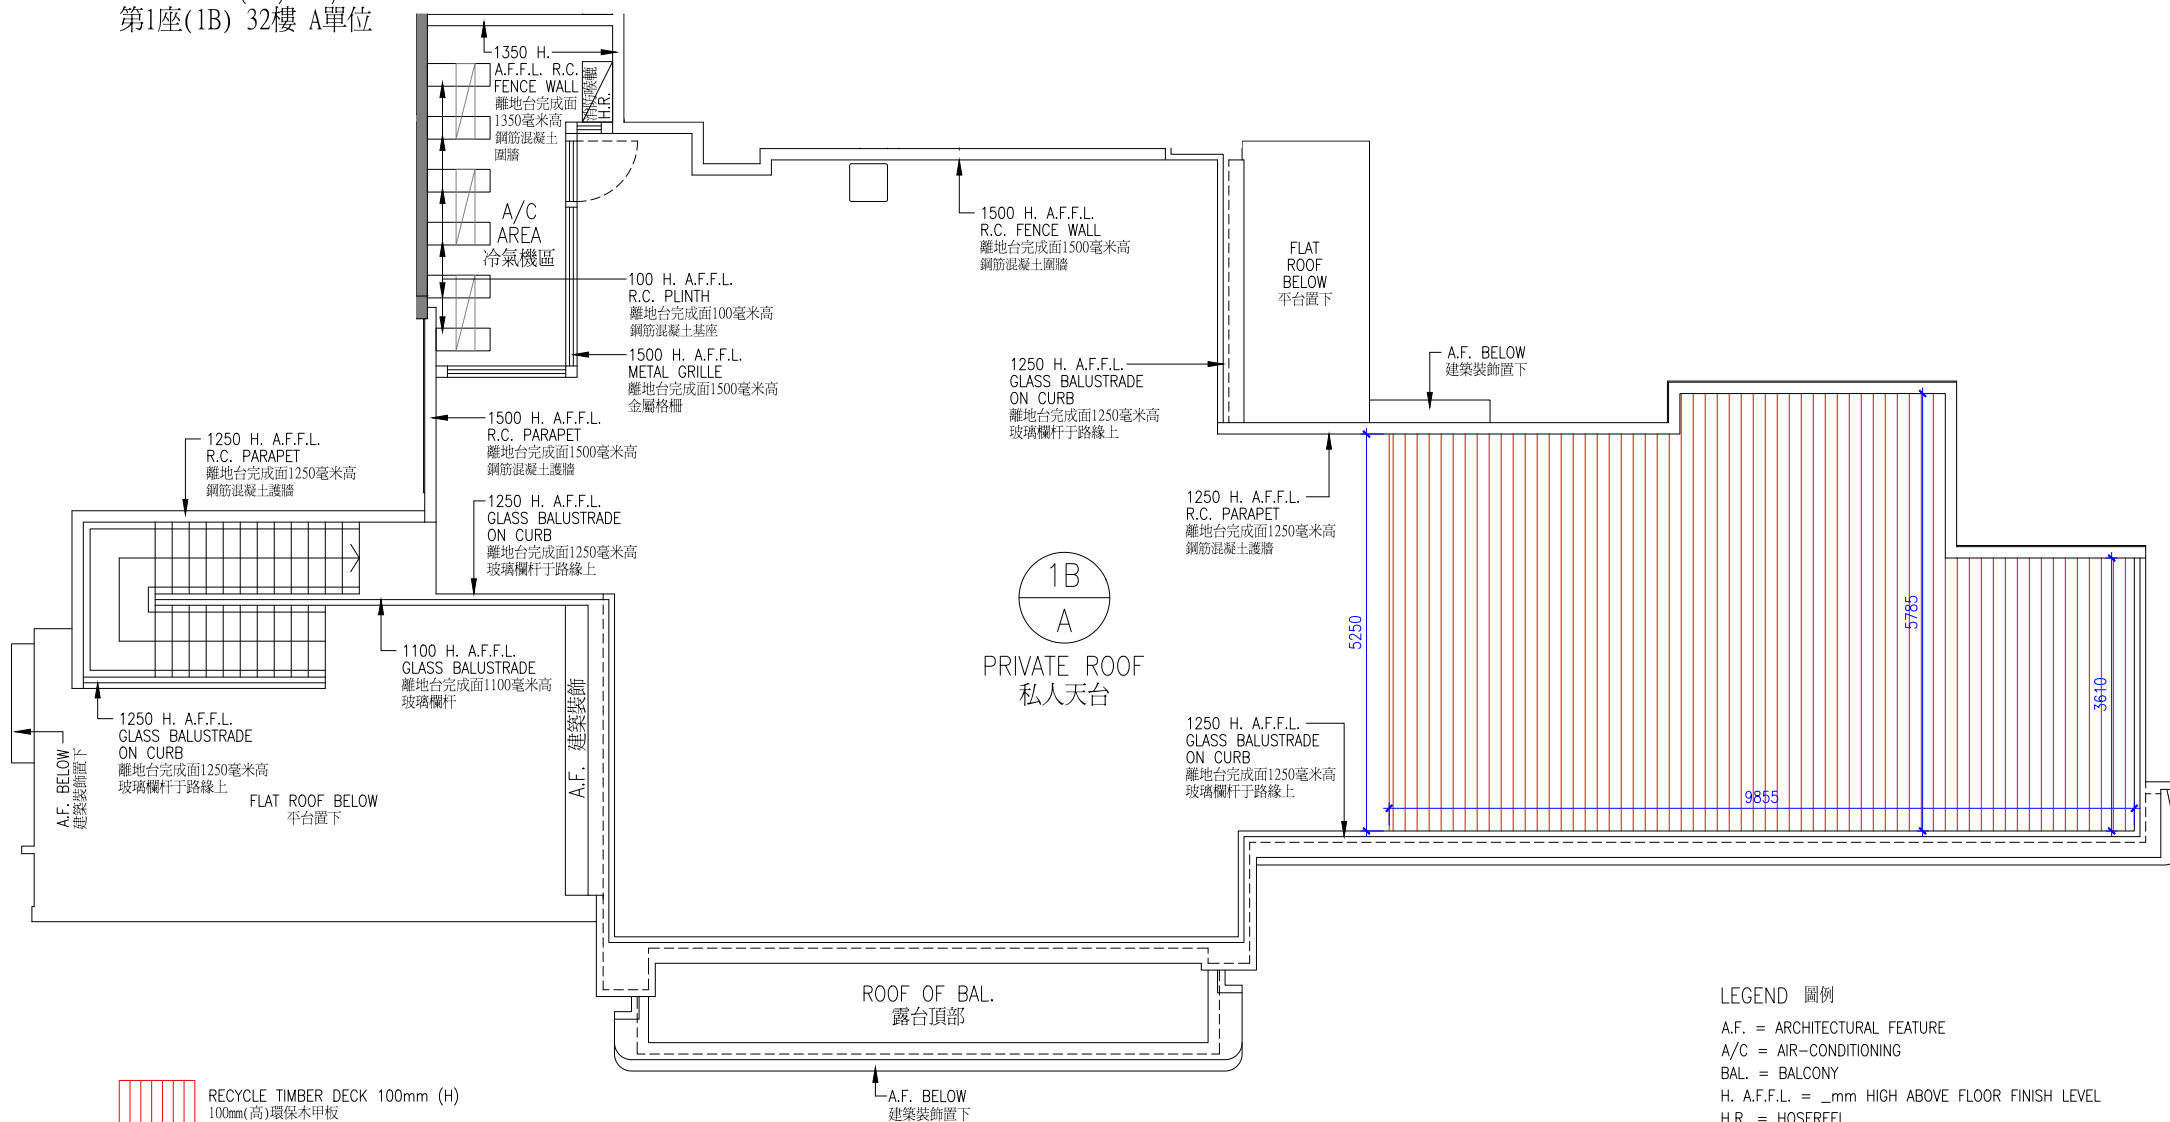 第1座(1B) 32樓 A單位
1350 H.
A.F.F.L. R.C.
FENCE WALL
離地台完成面
1350毫米高
鋼筋混凝土
圍牆
消防喉轆
H.R.
A/C
AREA
冷氣機區
100 H. A.F.F.L.
R.C. PLINTH
離地台完成面100毫米高
鋼筋混凝土基座
1500 H. A.F.F.L.
METAL GRILLE
離地台完成面1500毫米高
金屬格柵
1500 H. A.F.F.L.
R.C. FENCE WALL
離地台完成面1500毫米高
鋼筋混凝土圍牆
FLAT
ROOF
BELOW
平台置下
1250 H. A.F.F.L.
GLASS BALUSTRADE
ON CURB
離地台完成面1250毫米高
玻璃欄杆于路緣上
A.F. BELOW
建築裝飾置下
1500 H. A.F.F.L.
R.C. PARAPET
離地台完成面1500毫米高
鋼筋混凝土護牆
1250 H. A.F.F.L.
R.C. PARAPET
離地台完成面1250毫米高
鋼筋混凝土護牆
1250 H. A.F.F.L.
GLASS BALUSTRADE
ON CURB
離地台完成面1250毫米高
玻璃欄杆于路緣上
1250 H. A.F.F.L.
R.C. PARAPET
離地台完成面1250毫米高
鋼筋混凝土護牆
1B
A
PRIVATE ROOF
私人天台
5250
5785
3610
9855
1100 H. A.F.F.L.
GLASS BALUSTRADE
離地台完成面1100毫米高
玻璃欄杆
1250 H. A.F.F.L.
GLASS BALUSTRADE
ON CURB
離地台完成面1250毫米高
玻璃欄杆于路緣上
A.F. BELOW
建築裝飾置下
FLAT ROOF BELOW
平台置下
A.F. 建築裝飾
1250 H. A.F.F.L.
GLASS BALUSTRADE
ON CURB
離地台完成面1250毫米高
玻璃欄杆于路緣上
ROOF OF BAL.
露台頂部
A.F. BELOW
建築裝飾置下
RECYCLE TIMBER DECK 100mm (H)
100mm(高)環保木甲板
LEGEND 圖例
A.F. = ARCHITECTURAL FEATURE
A/C = AIR-CONDITIONING
BAL. = BALCONY
H. A.F.F.L. = _mm HIGH ABOVE FLOOR FINISH LEVEL
H.R. = HOSEREEL